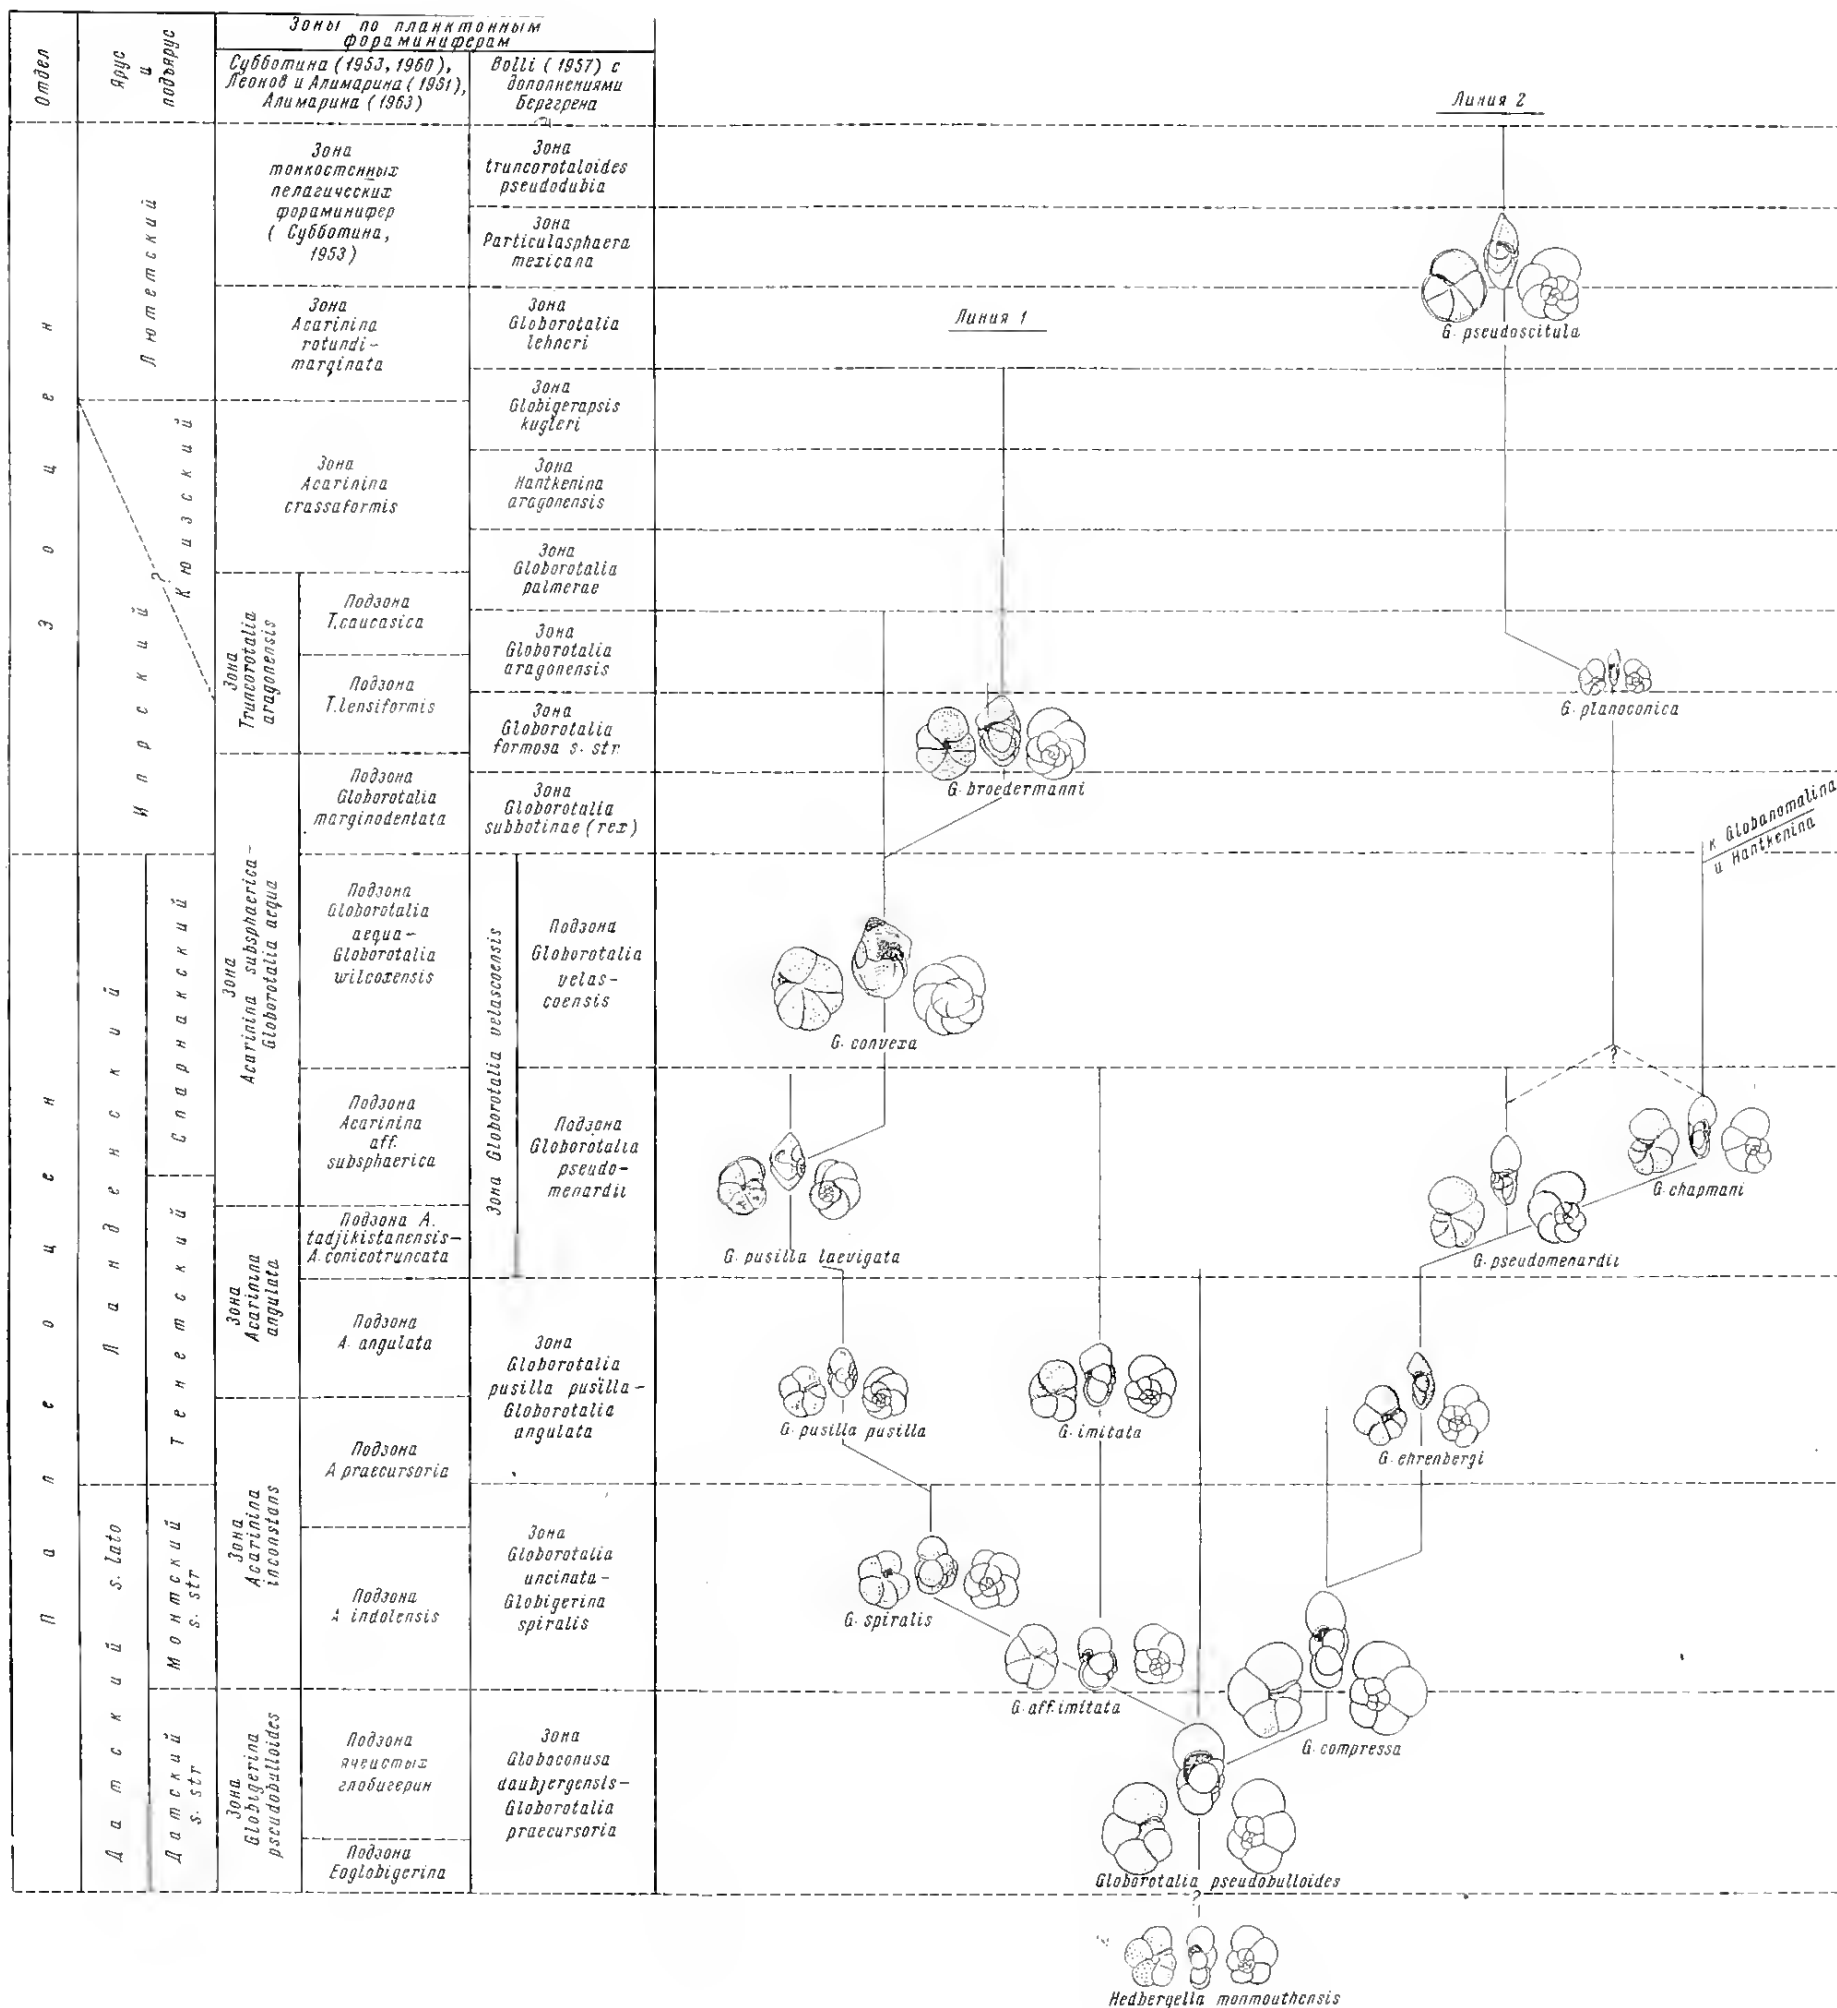 Отдел
Ярус
и
подъярус
Зоны по планктонным
фораминиферам
Субботина (1953, 1960),
Леонов и Алимарина (1961),
Алимарина (1963)
Bolli (1957) с
дополнениями
Берггрена
Эоцен
Палеоцен
Лютетский
Ипрский
?
Кюизский
Ланденский
Спарнакский
Тенетский
Датский s. lato
Монтский
s. str
Датский
s. str
Зона
тонкостенных
пелагических
фораминифер
( Субботина,
1953)
Зона
Acarinina
rotundi-
marginata
Зона
Acarinina
crassaformis
Зона
Truncorotalia
aragonensis
Подзона
T. caucasica
Подзона
T. lensiformis
Зона
Acarinina subsphaerica-
Globorotalia aequa
Подзона
Globorotalia
marginodentata
Подзона
Globorotalia
aequa-
Globorotalia
wilcoxensis
Подзона
Acarinina
aff.
subsphaerica
Зона
Acarinina
angulata
Подзона A.
tadjikistanensis-
A. conicotruncata
Подзона
A. angulata
Зона
Acarinina
inconstans
Подзона
A praecursoria
Подзона
A indolensis
Зона
Globigerina
pseudobulloides
Подзона
ячеистых
глобигерин
Подзона
Eoglobigerina
Зона
truncorotaloides
pseudodubia
Зона
Particulasphaera
mexicana
Зона
Globorotalia
lehneri
Зона
Globigerapsis
kugleri
Зона
Hantkenina
aragonensis
Зона
Globorotalia
palmerae
Зона
Globorotalia
aragonensis
Зона
Globorotalia
formosa s. str
Зона
Globorotalia
subbotinae (rex)
Зона Globorotalia velascoensis
Подзона
Globorotalia
velas-
coensis
Подзона
Globorotalia
pseudo-
menardii
Зона
Globorotalia
pusilla pusilla-
Globorotalia
angulata
Зона
Globorotalia
uncinata-
Globigerina
spiralis
Зона
Globoconusa
daubjergensis-
Globorotalia
praecursoria
Линия 2
G. pseudoscitula
Линия 1
G. planoconica
G. broedermanni
к Globanomalina
и Hantkenina
G. convexa
?
G. chapmani
G. pusilla laevigata
G. pseudomenardii
G. pusilla pusilla
G. imitata
G. ehrenbergi
G. spiralis
G. aff. imitata
G. compressa
Globorotalia pseudobulloides
?
Hedbergella monmouthensis